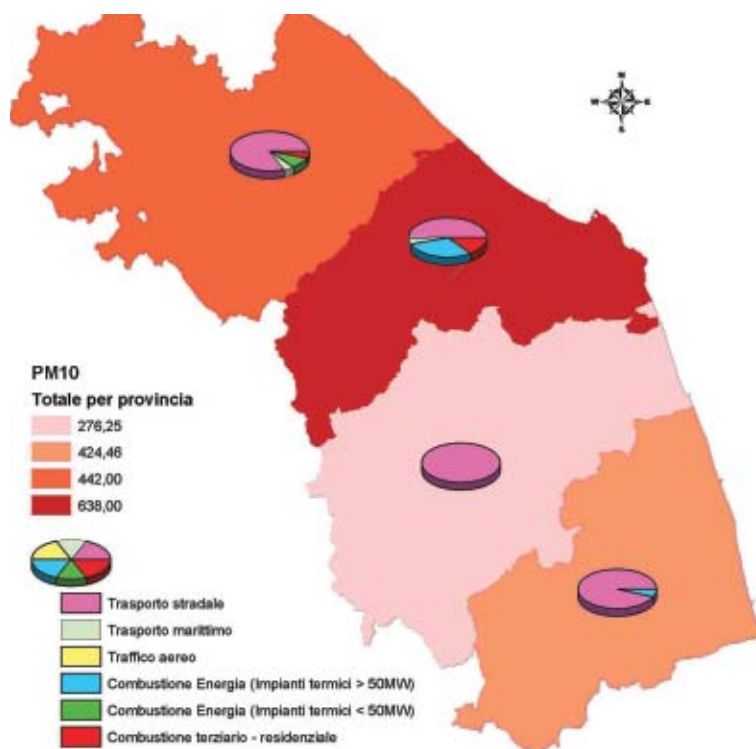 N
W E
S
PM10
Totale per provincia
276,25
424,46
442,00
638,00
Trasporto stradale
Trasporto marittimo
Traffico aereo
Combustione Energia (Impianti termici > 50MW)
Combustione Energia (Impianti termici < 50MW)
Combustione terziario - residenziale